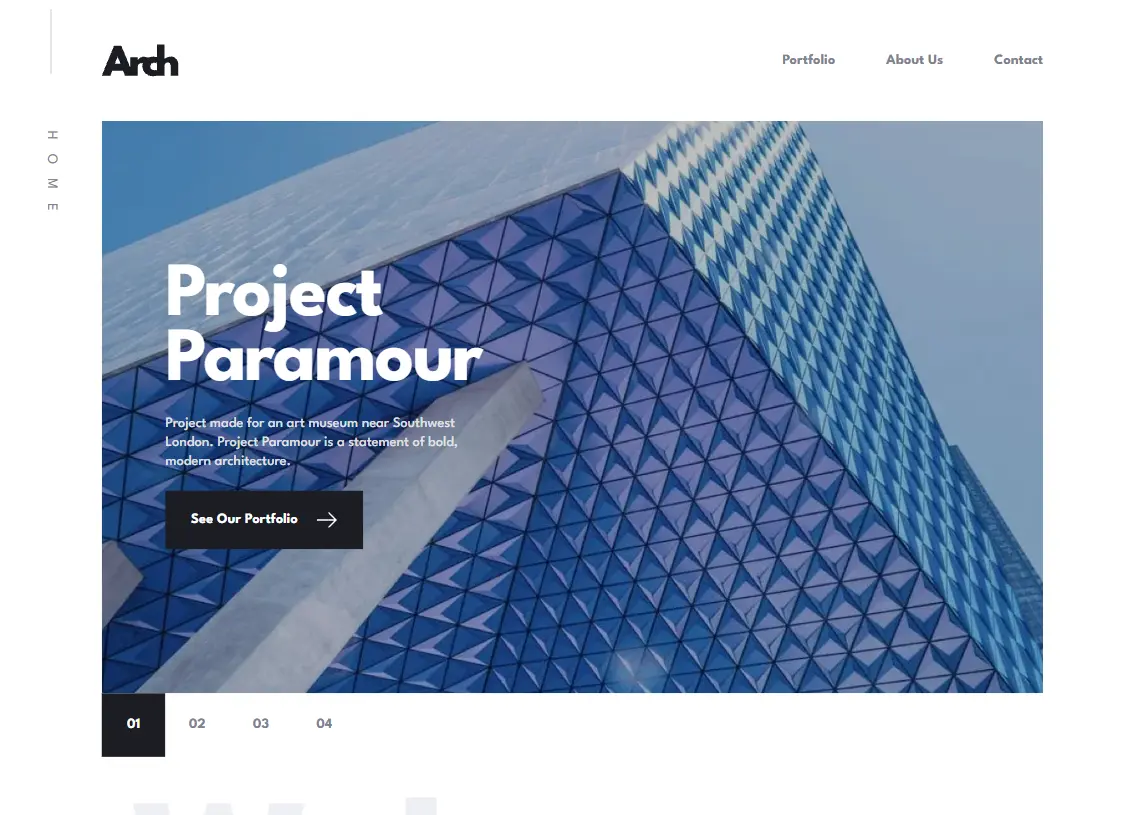 Arch
Portfolio
About Us
Contact
HOME
Project
Paramour
Project made for an art museum near Southwest
London. Project Paramour is a statement of bold,
modern architecture.
See Our Portfolio
01
02
03
04